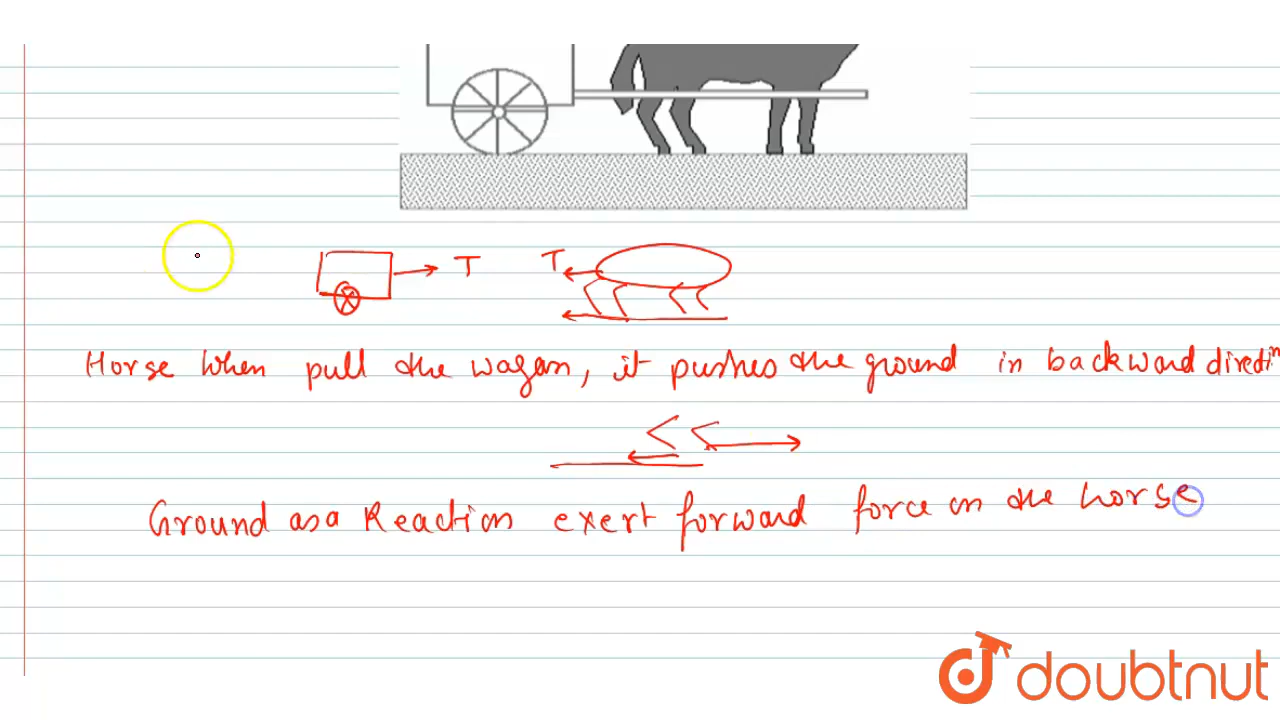 T T
Horse when pull the wagon, it pushes the ground in backward direction
Ground as a Reaction exert forward force on the horse
doubtnut